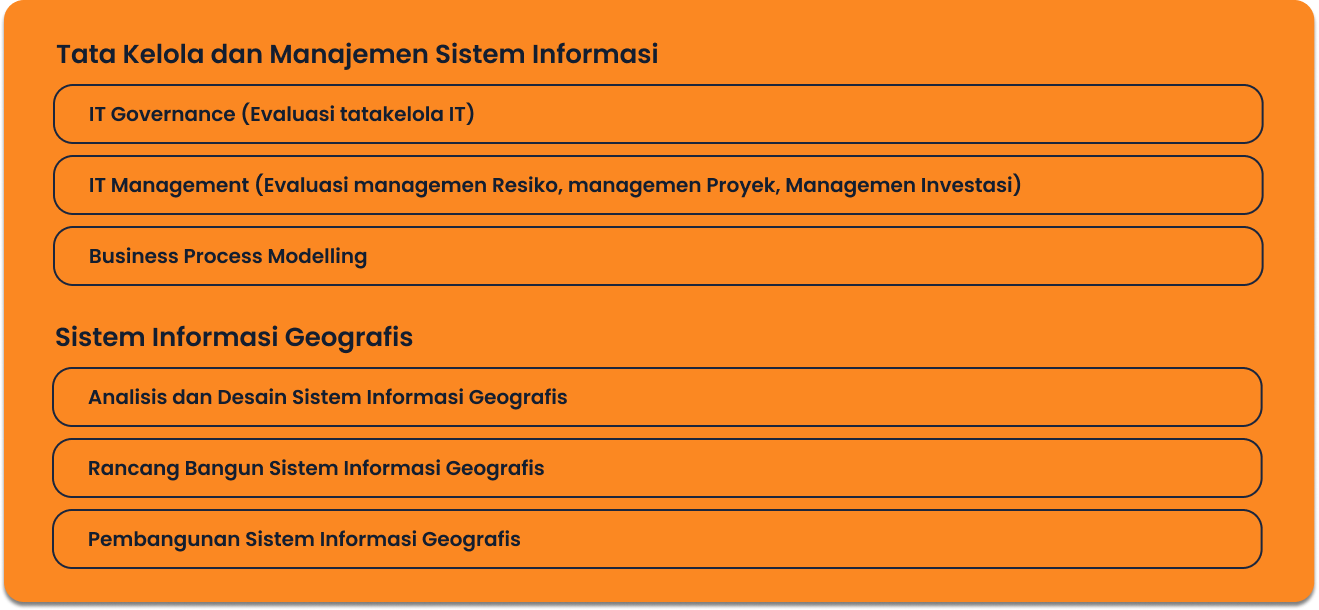 Tata Kelola dan Manajemen Sistem Informasi
IT Governance (Evaluasi tatakelola IT)
IT Management (Evaluasi managemen Resiko, managemen Proyek, Managemen Investasi)
Business Process Modelling
Sistem Informasi Geografis
Analisis dan Desain Sistem Informasi Geografis
Rancang Bangun Sistem Informasi Geografis
Pembangunan Sistem Informasi Geografis